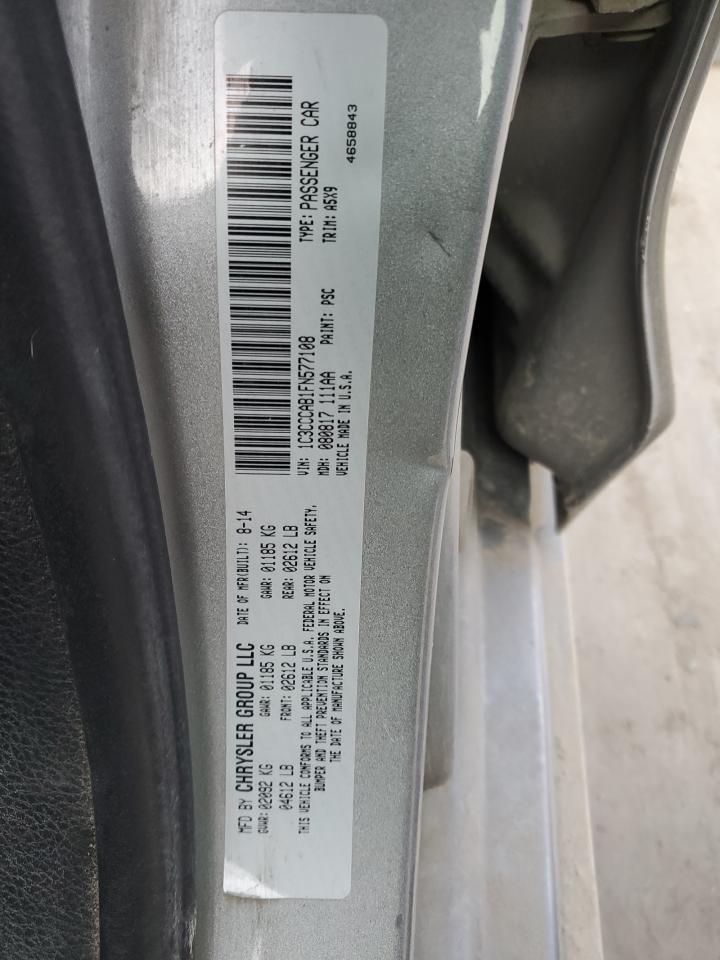 MFD BY CHRYSLER GROUP LLC DATE OF MFR(BUILT): 8-14
GVWR: 02092 KG GAWR: 01185 KG GAWR: 01185 KG
04612 LB FRONT: 02612 LB REAR: 02612 LB
THIS VEHICLE CONFORMS TO ALL APPLICABLE U.S.A. FEDERAL MOTOR VEHICLE SAFETY,
BUMPER AND THEFT PREVENTION STANDARDS IN EFFECT ON
THE DATE OF MANUFACTURE SHOWN ABOVE.
VIN: 1C3CCCAB1FN577108 TYPE: PASSENGER CAR
MDH: 080817 111AA PAINT: PSC TRIM: A5X9
VEHICLE MADE IN U.S.A. 4658843